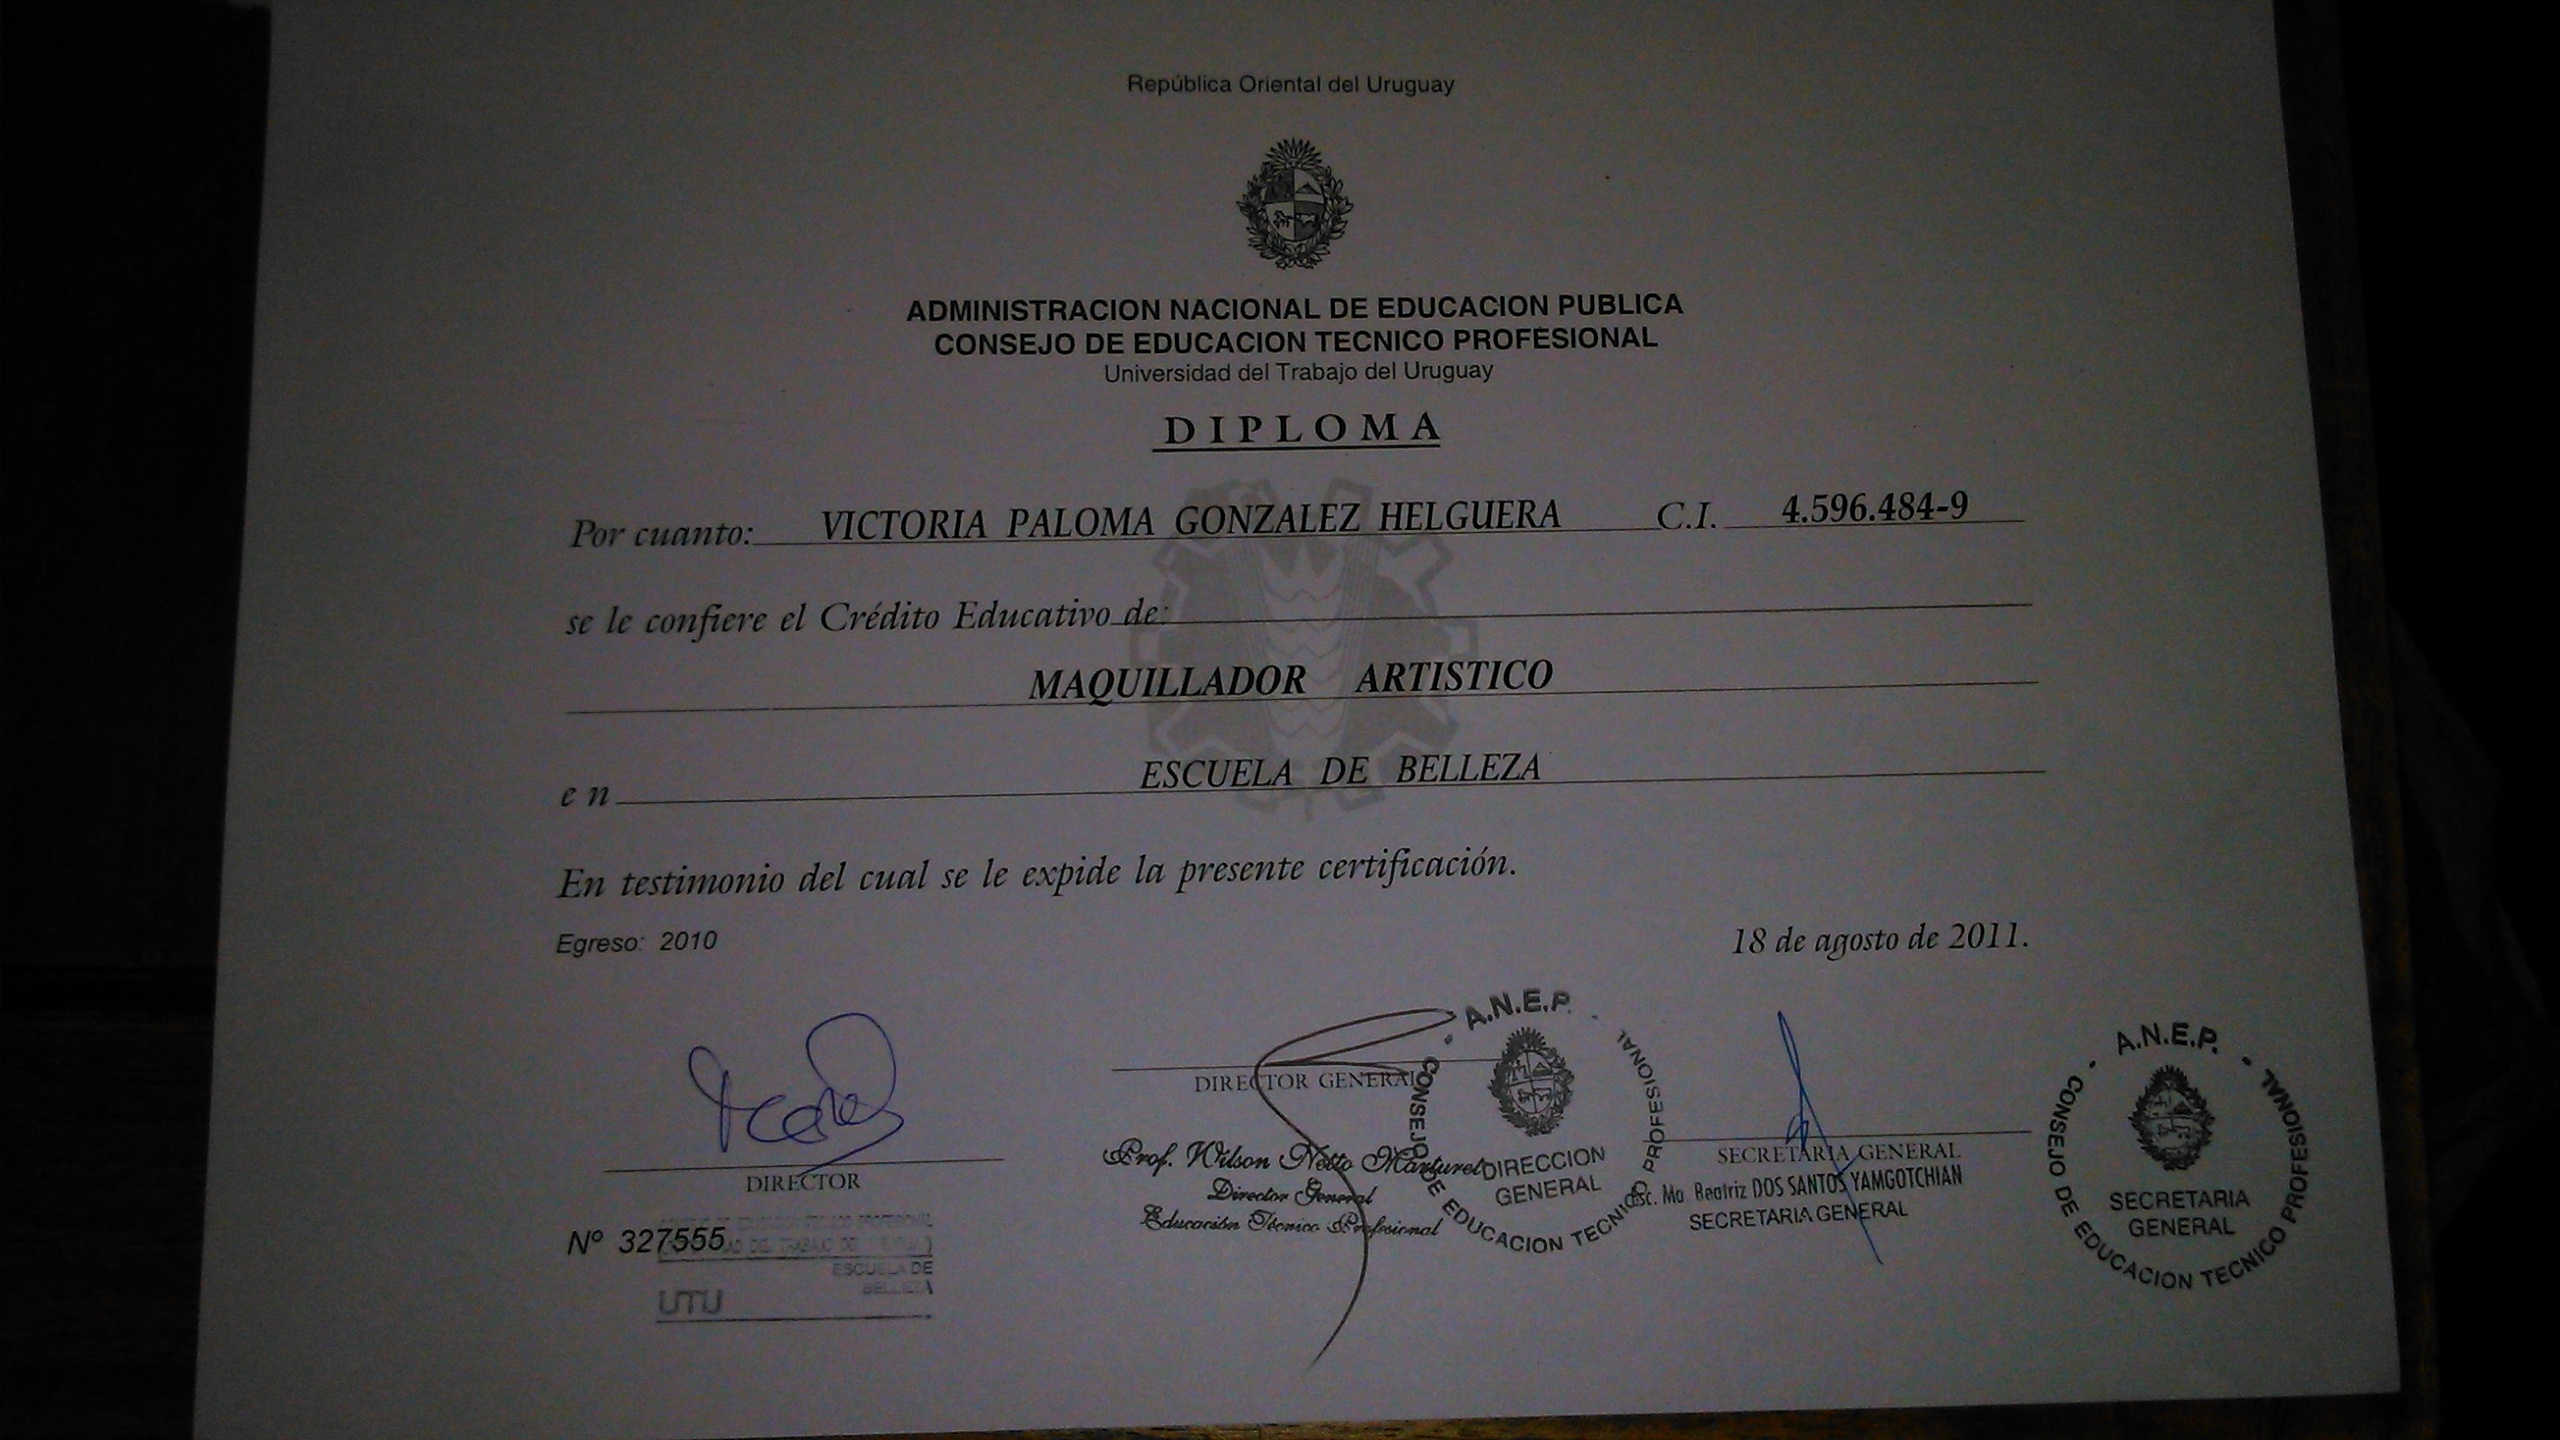 República Oriental del Uruguay
ADMINISTRACION NACIONAL DE EDUCACION PUBLICA
CONSEJO DE EDUCACION TECNICO PROFESIONAL
Universidad del Trabajo del Uruguay
DIPLOMA
Por cuanto: VICTORIA PALOMA GONZALEZ HELGUERA C.I. 4.596.484-9
se le confiere el Crédito Educativo de:
MAQUILLADOR ARTISTICO
en ESCUELA DE BELLEZA
En testimonio del cual se le expide la presente certificación.
Egreso: 2010
18 de agosto de 2011.
DIRECTOR
Nº 327555
ESCUELA DE
BELLEZA
UTU
DIRECTOR GENERAL
Prof. Wilson Netto Marturet
Director General
Educación Técnico Profesional
A.N.E.P.
CONSEJO DE EDUCACION TECNICO PROFESIONAL
DIRECCION
GENERAL
SECRETARIA GENERAL
Esc. Ma. Beatriz DOS SANTOS YAMGOTCHIAN
SECRETARIA GENERAL
A.N.E.P.
CONSEJO DE EDUCACION TECNICO PROFESIONAL
SECRETARIA
GENERAL